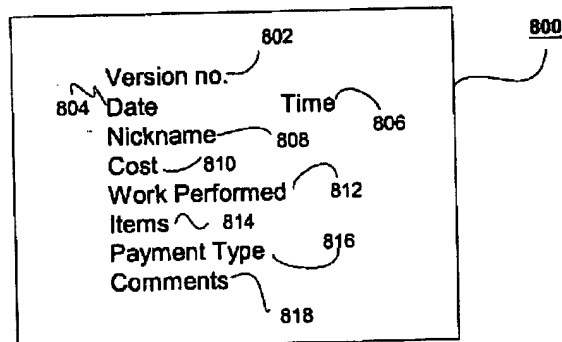 802
800
Version no.
804 Date Time 806
Nickname 808
Cost 810
Work Performed 812
Items 814
Payment Type 816
Comments 818